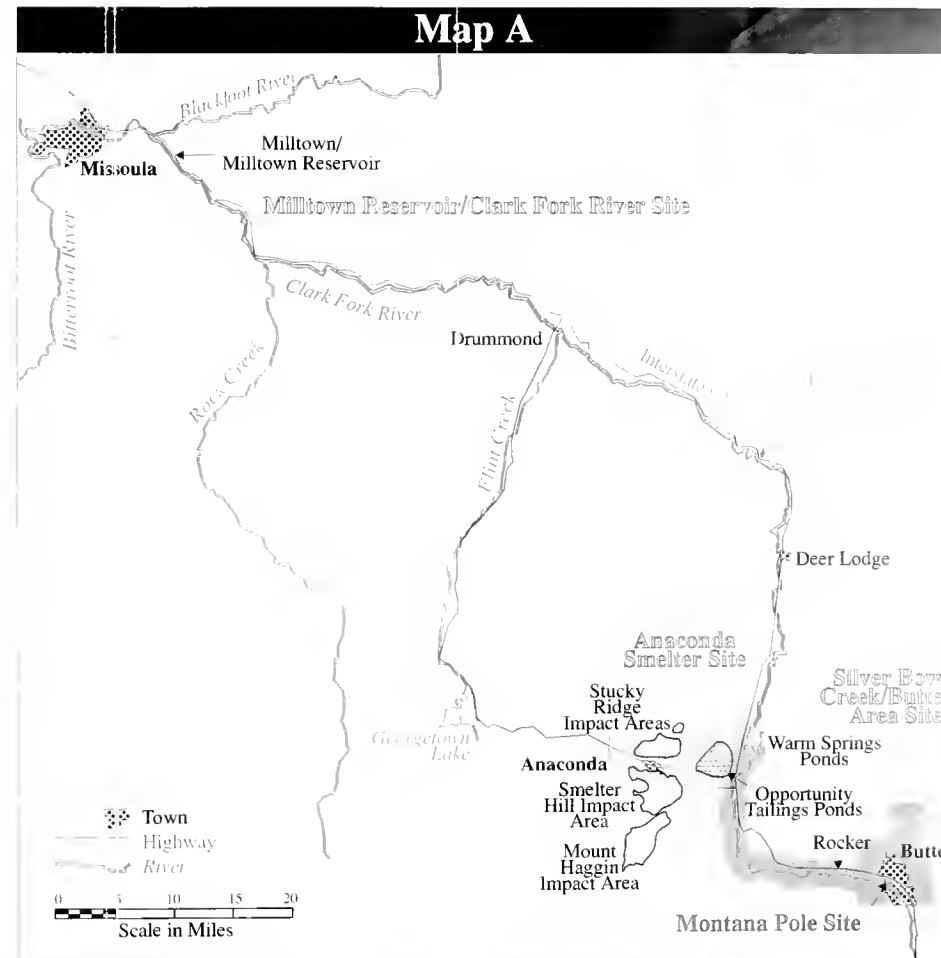 Map A
Blackfoot River
Milltown/
Milltown Reservoir
Missoula
Milltown Reservoir/Clark Fork River Site
Bitterroot River
Clark Fork River
Drummond
Interstate
Rock Creek
Flint Creek
Deer Lodge
Anaconda
Smelter Site
Silver Bow
Creek/Butte
Area Site
Stucky
Ridge
Impact Areas
Georgetown
Lake
Warm Springs
Ponds
Anaconda
Smelter
Hill Impact
Area
Opportunity
Tailings Ponds
Town
Highway
River
Mount
Haggin
Impact Area
Rocker
Butte
0 5 10 15 20
Scale in Miles
Montana Pole Site